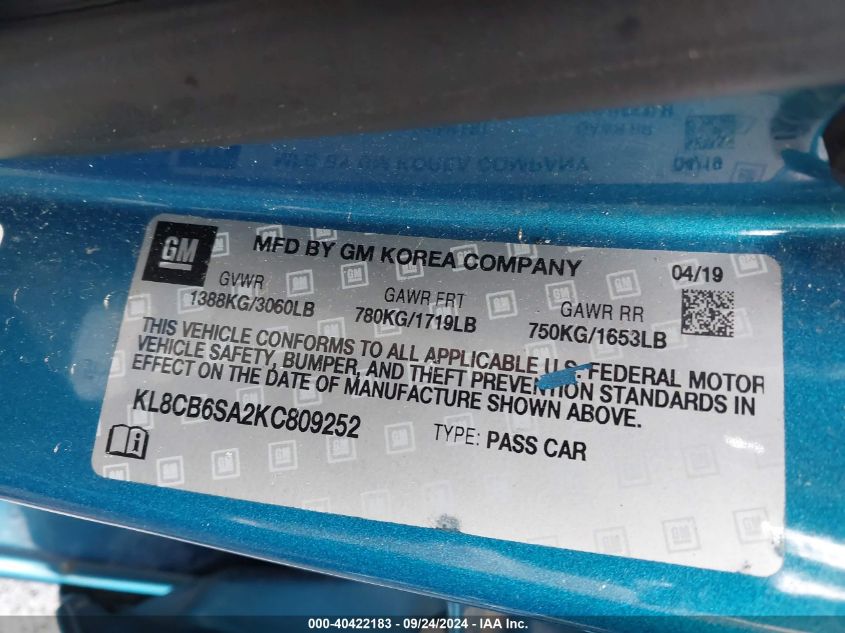 GM
MFD BY GM KOREA COMPANY
04/19
GVWR
1388KG/3060LB
GAWR FRT
780KG/1719LB
GAWR RR
750KG/1653LB
THIS VEHICLE CONFORMS TO ALL APPLICABLE U.S. FEDERAL MOTOR
VEHICLE SAFETY, BUMPER, AND THEFT PREVENTION STANDARDS IN
EFFECT ON THE DATE OF MANUFACTURE SHOWN ABOVE.
KL8CB6SA2KC809252
TYPE: PASS CAR
000-40422183 - 09/24/2024 - IAA Inc.